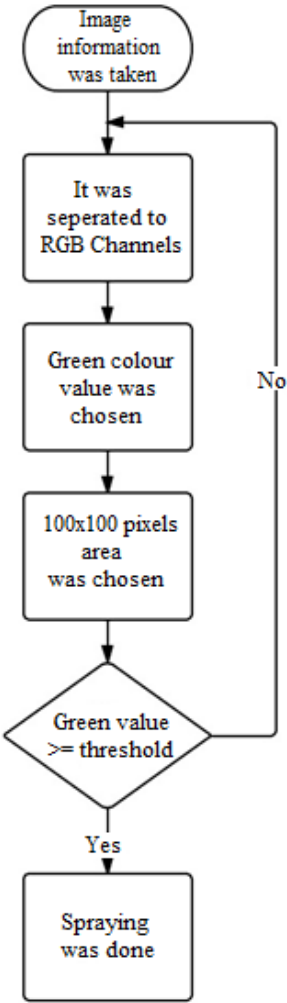 Image
information
was taken
It was
seperated to
RGB Channels
Green colour
value was
chosen
No
100x100 pixels
area
was chosen
Green value
>= threshold
Yes
Spraying
was done